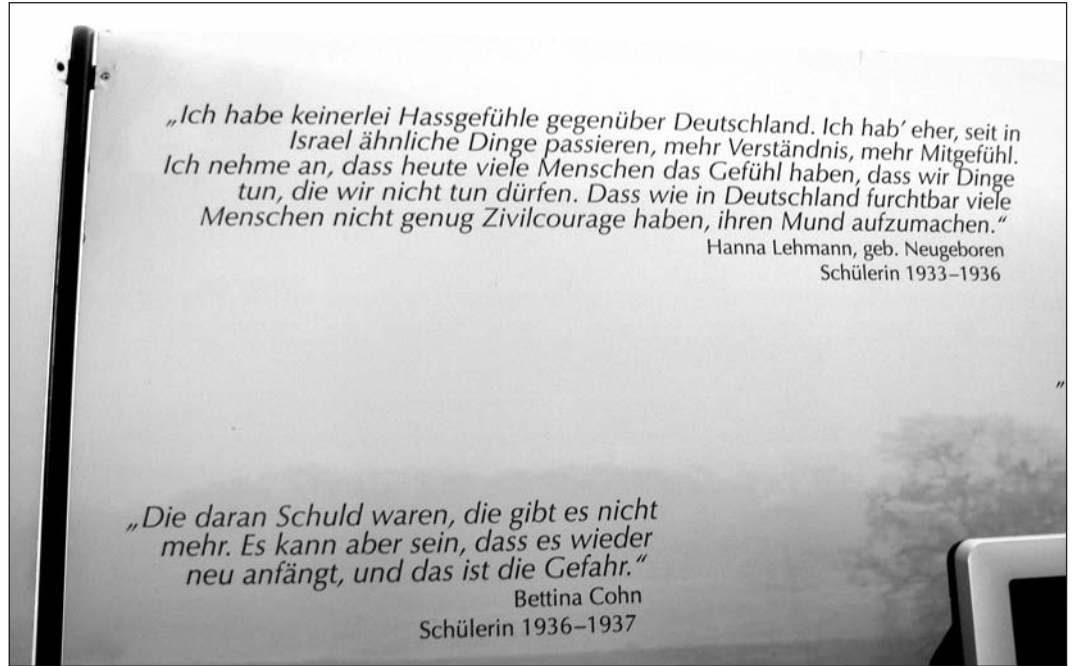 „Ich habe keinerlei Hassgefühle gegenüber Deutschland. Ich hab’ eher, seit in
Israel ähnliche Dinge passieren, mehr Verständnis, mehr Mitgefühl.
Ich nehme an, dass heute viele Menschen das Gefühl haben, dass wir Dinge
tun, die wir nicht tun dürfen. Dass wie in Deutschland furchtbar viele
Menschen nicht genug Zivilcourage haben, ihren Mund aufzumachen.“
Hanna Lehmann, geb. Neugeboren
Schülerin 1933–1936
„Die daran Schuld waren, die gibt es nicht
mehr. Es kann aber sein, dass es wieder
neu anfängt, und das ist die Gefahr.“
Bettina Cohn
Schülerin 1936–1937